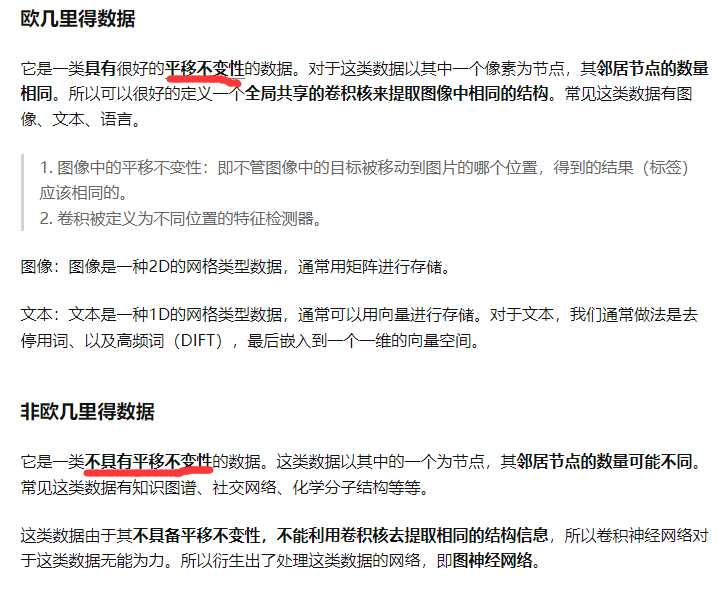 欧几里得数据
它是一类具有很好的平移不变性的数据。对于这类数据以其中一个像素为节点，其邻居节点的数量
相同。所以可以很好的定义一个全局共享的卷积核来提取图像中相同的结构。常见这类数据有图
像、文本、语言。
1. 图像中的平移不变性：即不管图像中的目标被移动到图片的哪个位置，得到的结果（标签）
应该相同的。
2. 卷积被定义为不同位置的特征检测器。
图像：图像是一种2D的网格类型数据，通常用矩阵进行存储。
文本：文本是一种1D的网格类型数据，通常可以用向量进行存储。对于文本，我们通常做法是去
停用词、以及高频词（DIFT），最后嵌入到一个一维的向量空间。
非欧几里得数据
它是一类不具有平移不变性的数据。这类数据以其中的一个为节点，其邻居节点的数量可能不同。
常见这类数据有知识图谱、社交网络、化学分子结构等等。
这类数据由于其不具备平移不变性，不能利用卷积核去提取相同的结构信息，所以卷积神经网络对
于这类数据无能为力。所以衍生出了处理这类数据的网络，即图神经网络。